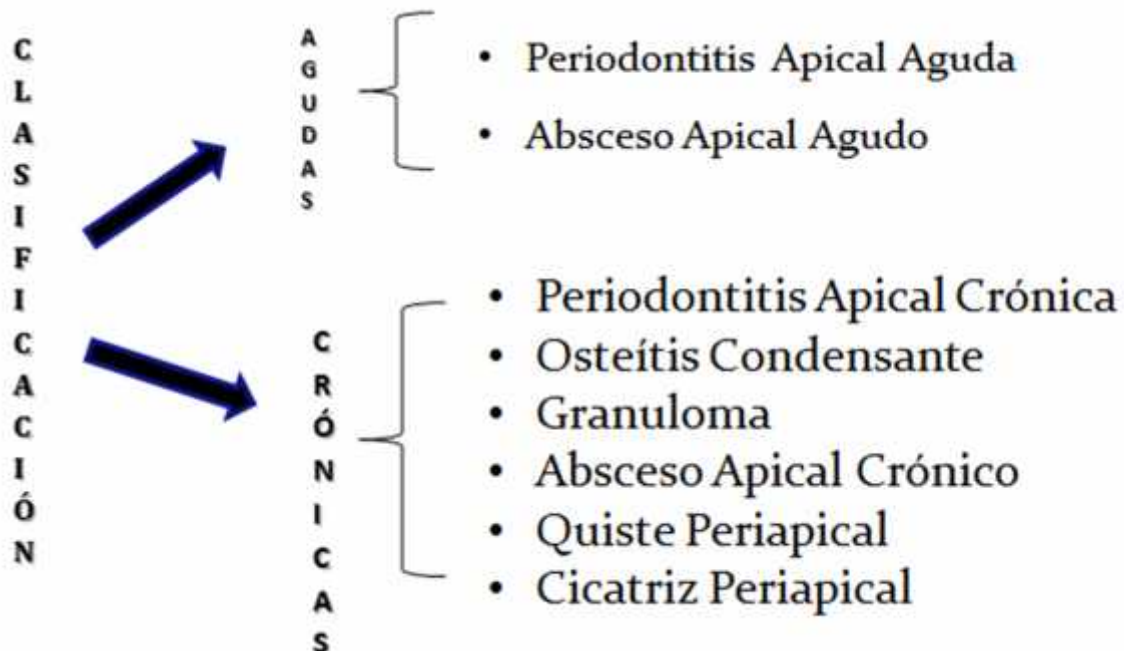 CLASIFICACIÓN
AGUDAS
• Periodontitis Apical Aguda
• Absceso Apical Agudo
CRÓNICAS
• Periodontitis Apical Crónica
• Osteítis Condensante
• Granuloma
• Absceso Apical Crónico
• Quiste Periapical
• Cicatriz Periapical